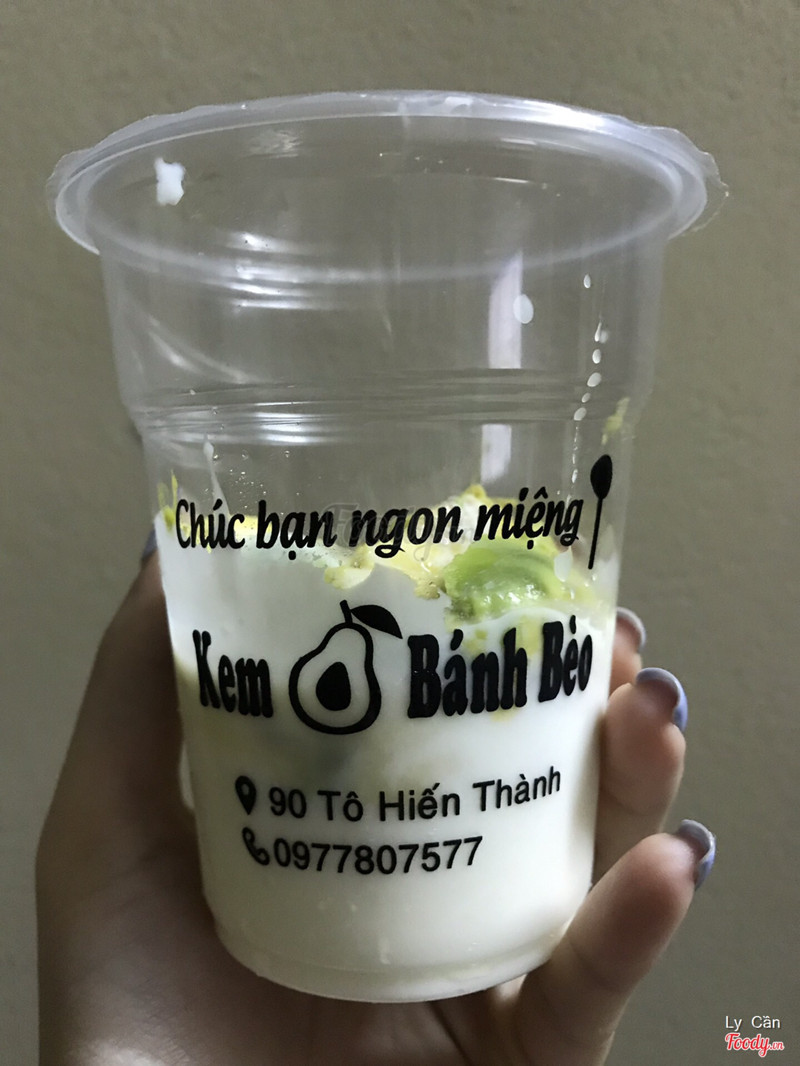 Chúc bạn ngon miệng
Kem Bánh Bèo
90 Tô Hiến Thành
0977807577
Ly Cần
Foody.vn